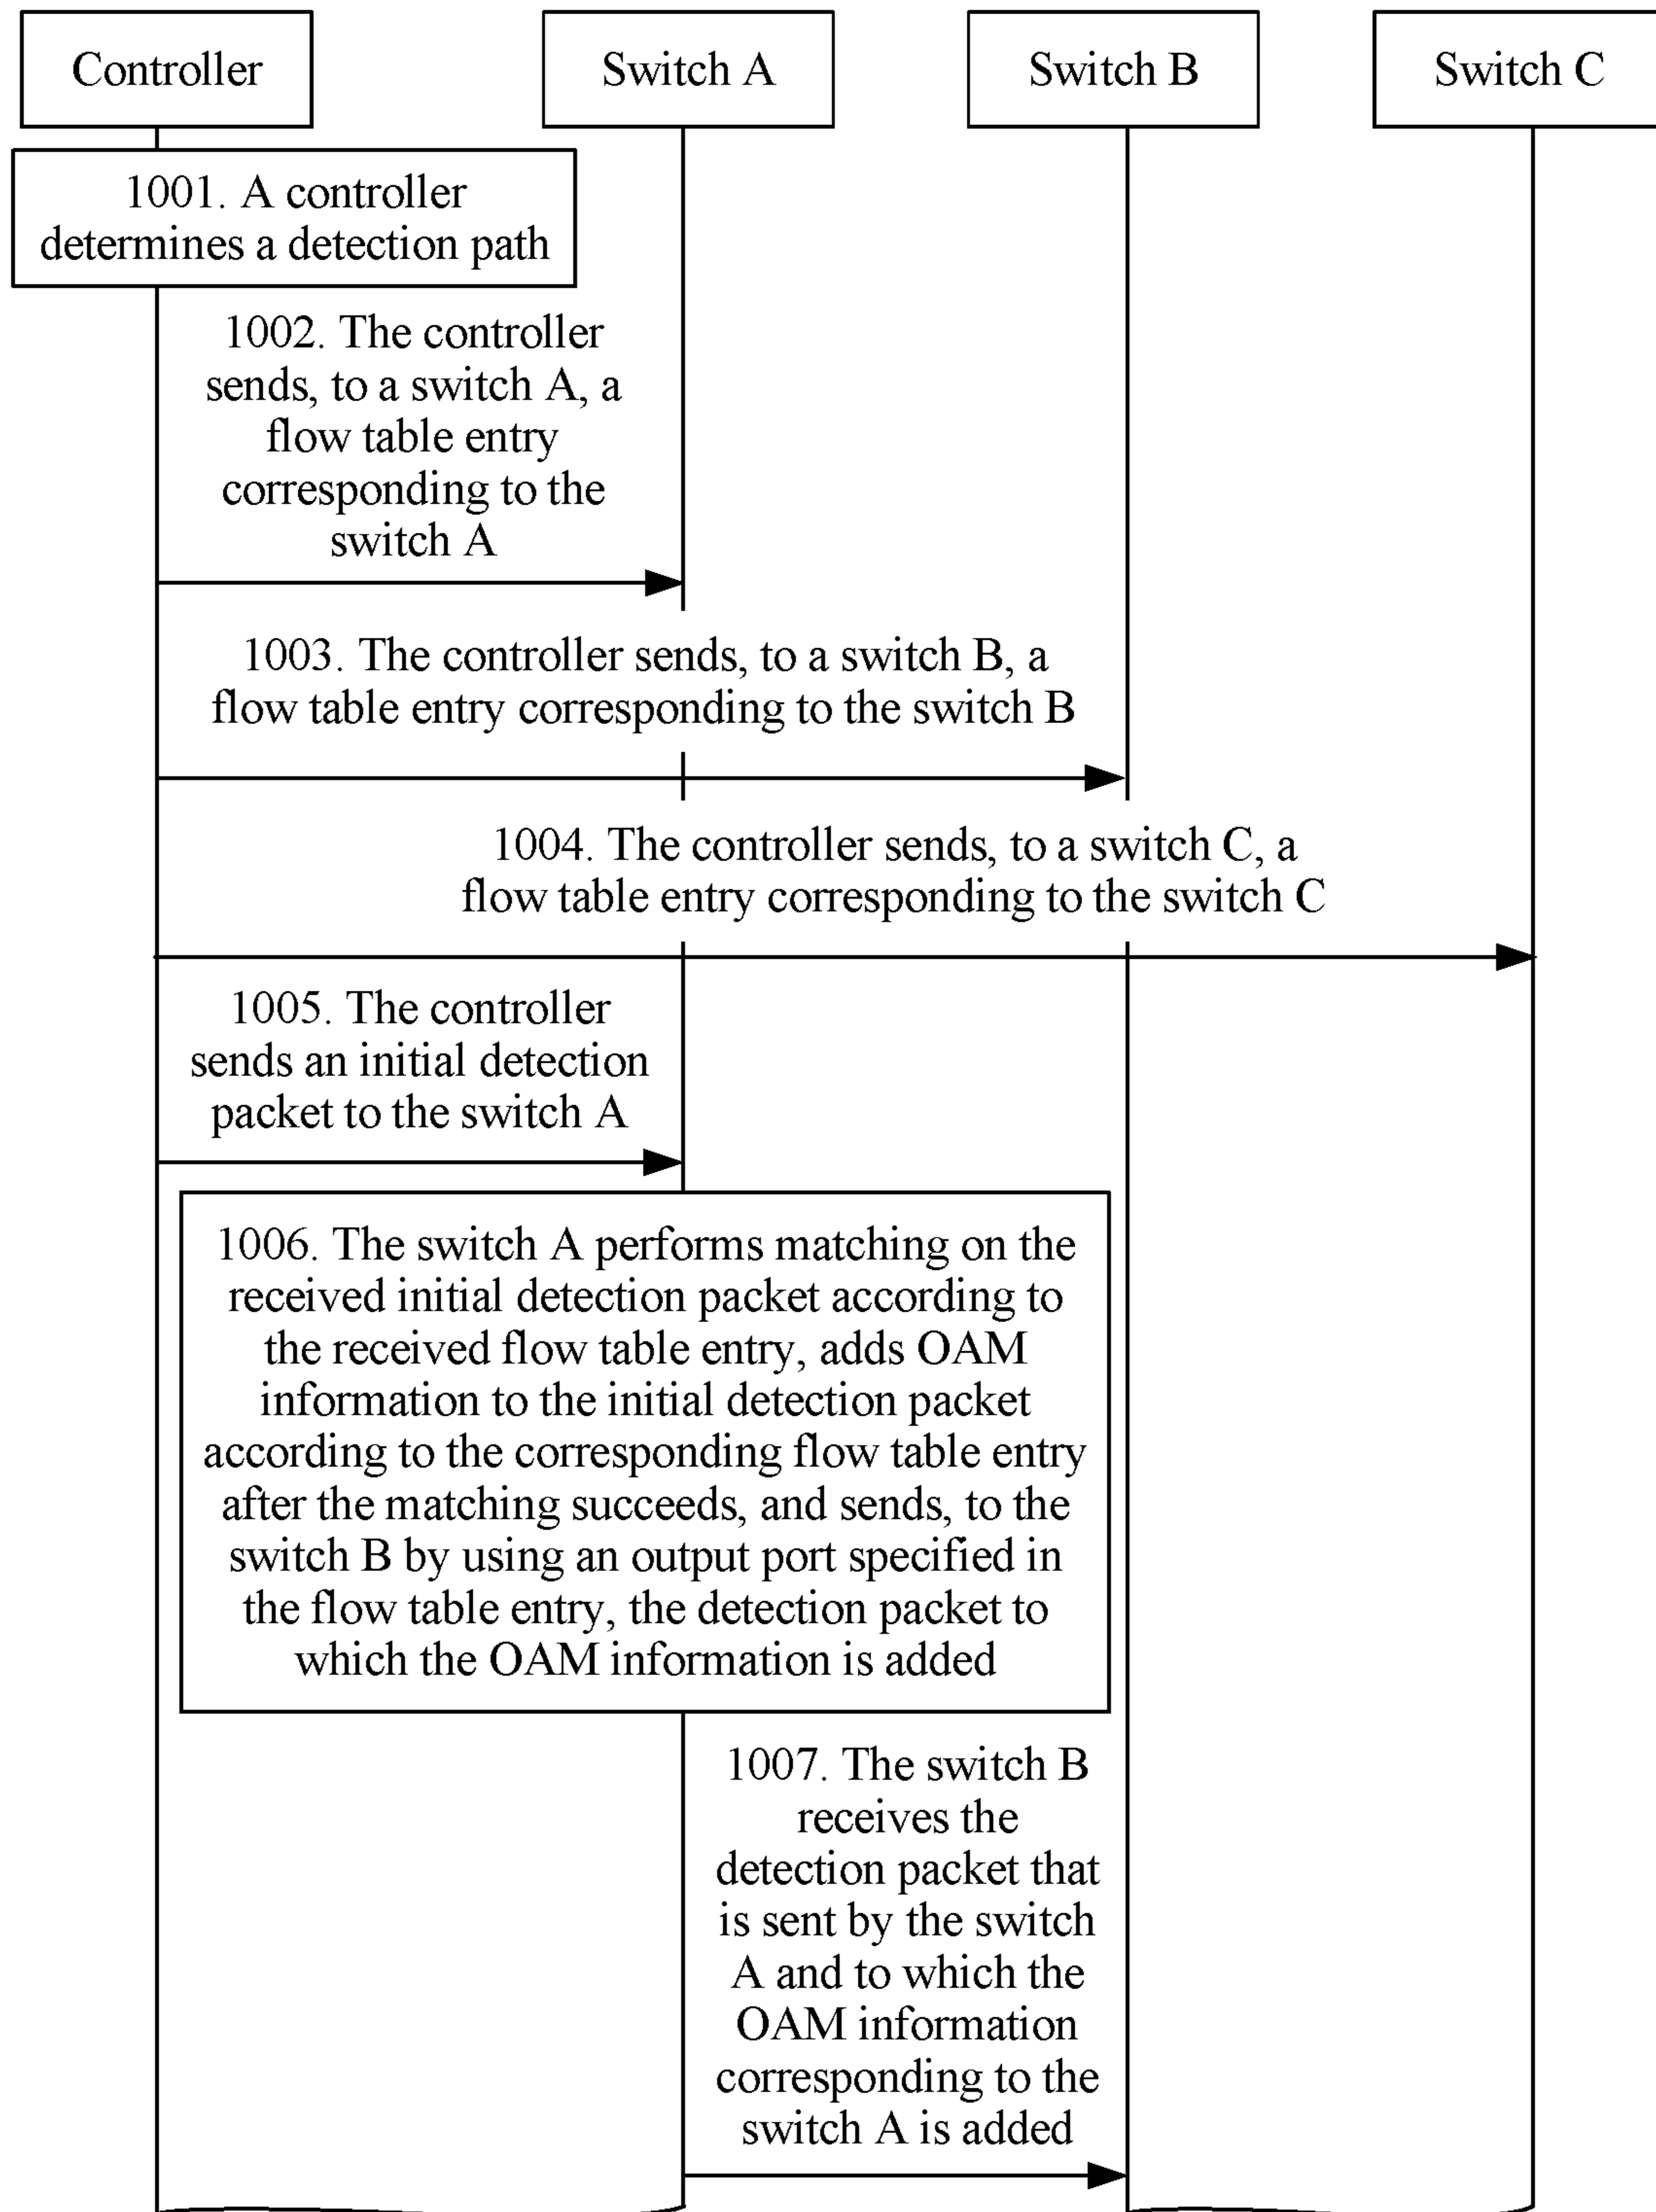 Controller
Switch A
Switch B
Switch C
1001. A controller
determines a detection path
1002. The controller
sends, to a switch A, a
flow table entry
corresponding to the
switch A
1003. The controller sends, to a switch B, a
flow table entry corresponding to the switch B
1004. The controller sends, to a switch C, a
flow table entry corresponding to the switch C
1005. The controller
sends an initial detection
packet to the switch A
1006. The switch A performs matching on the
received initial detection packet according to
the received flow table entry, adds OAM
information to the initial detection packet
according to the corresponding flow table entry
after the matching succeeds, and sends, to the
switch B by using an output port specified in
the flow table entry, the detection packet to
which the OAM information is added
1007. The switch B
receives the
detection packet that
is sent by the switch
A and to which the
OAM information
corresponding to the
switch A is added